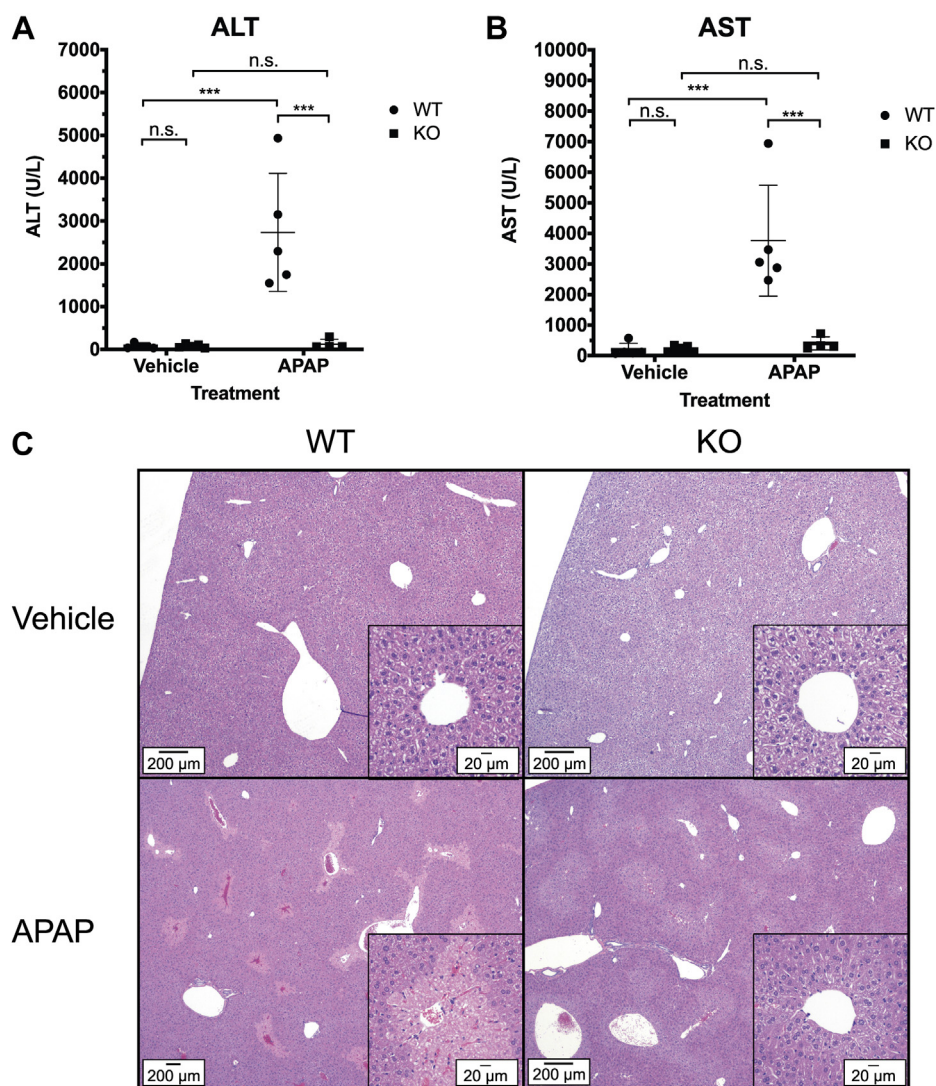 A
ALT
7000
6000
5000
4000
3000
2000
1000
0
ALT (U/L)
n.s.
***
***
n.s.
WT
KO
Vehicle
APAP
Treatment
B
AST
10000
9000
8000
7000
6000
5000
4000
3000
2000
1000
0
AST (U/L)
n.s.
***
***
n.s.
WT
KO
Vehicle
APAP
Treatment
C
WT
KO
Vehicle
200 µm
20 µm
200 µm
20 µm
APAP
200 µm
20 µm
200 µm
20 µm